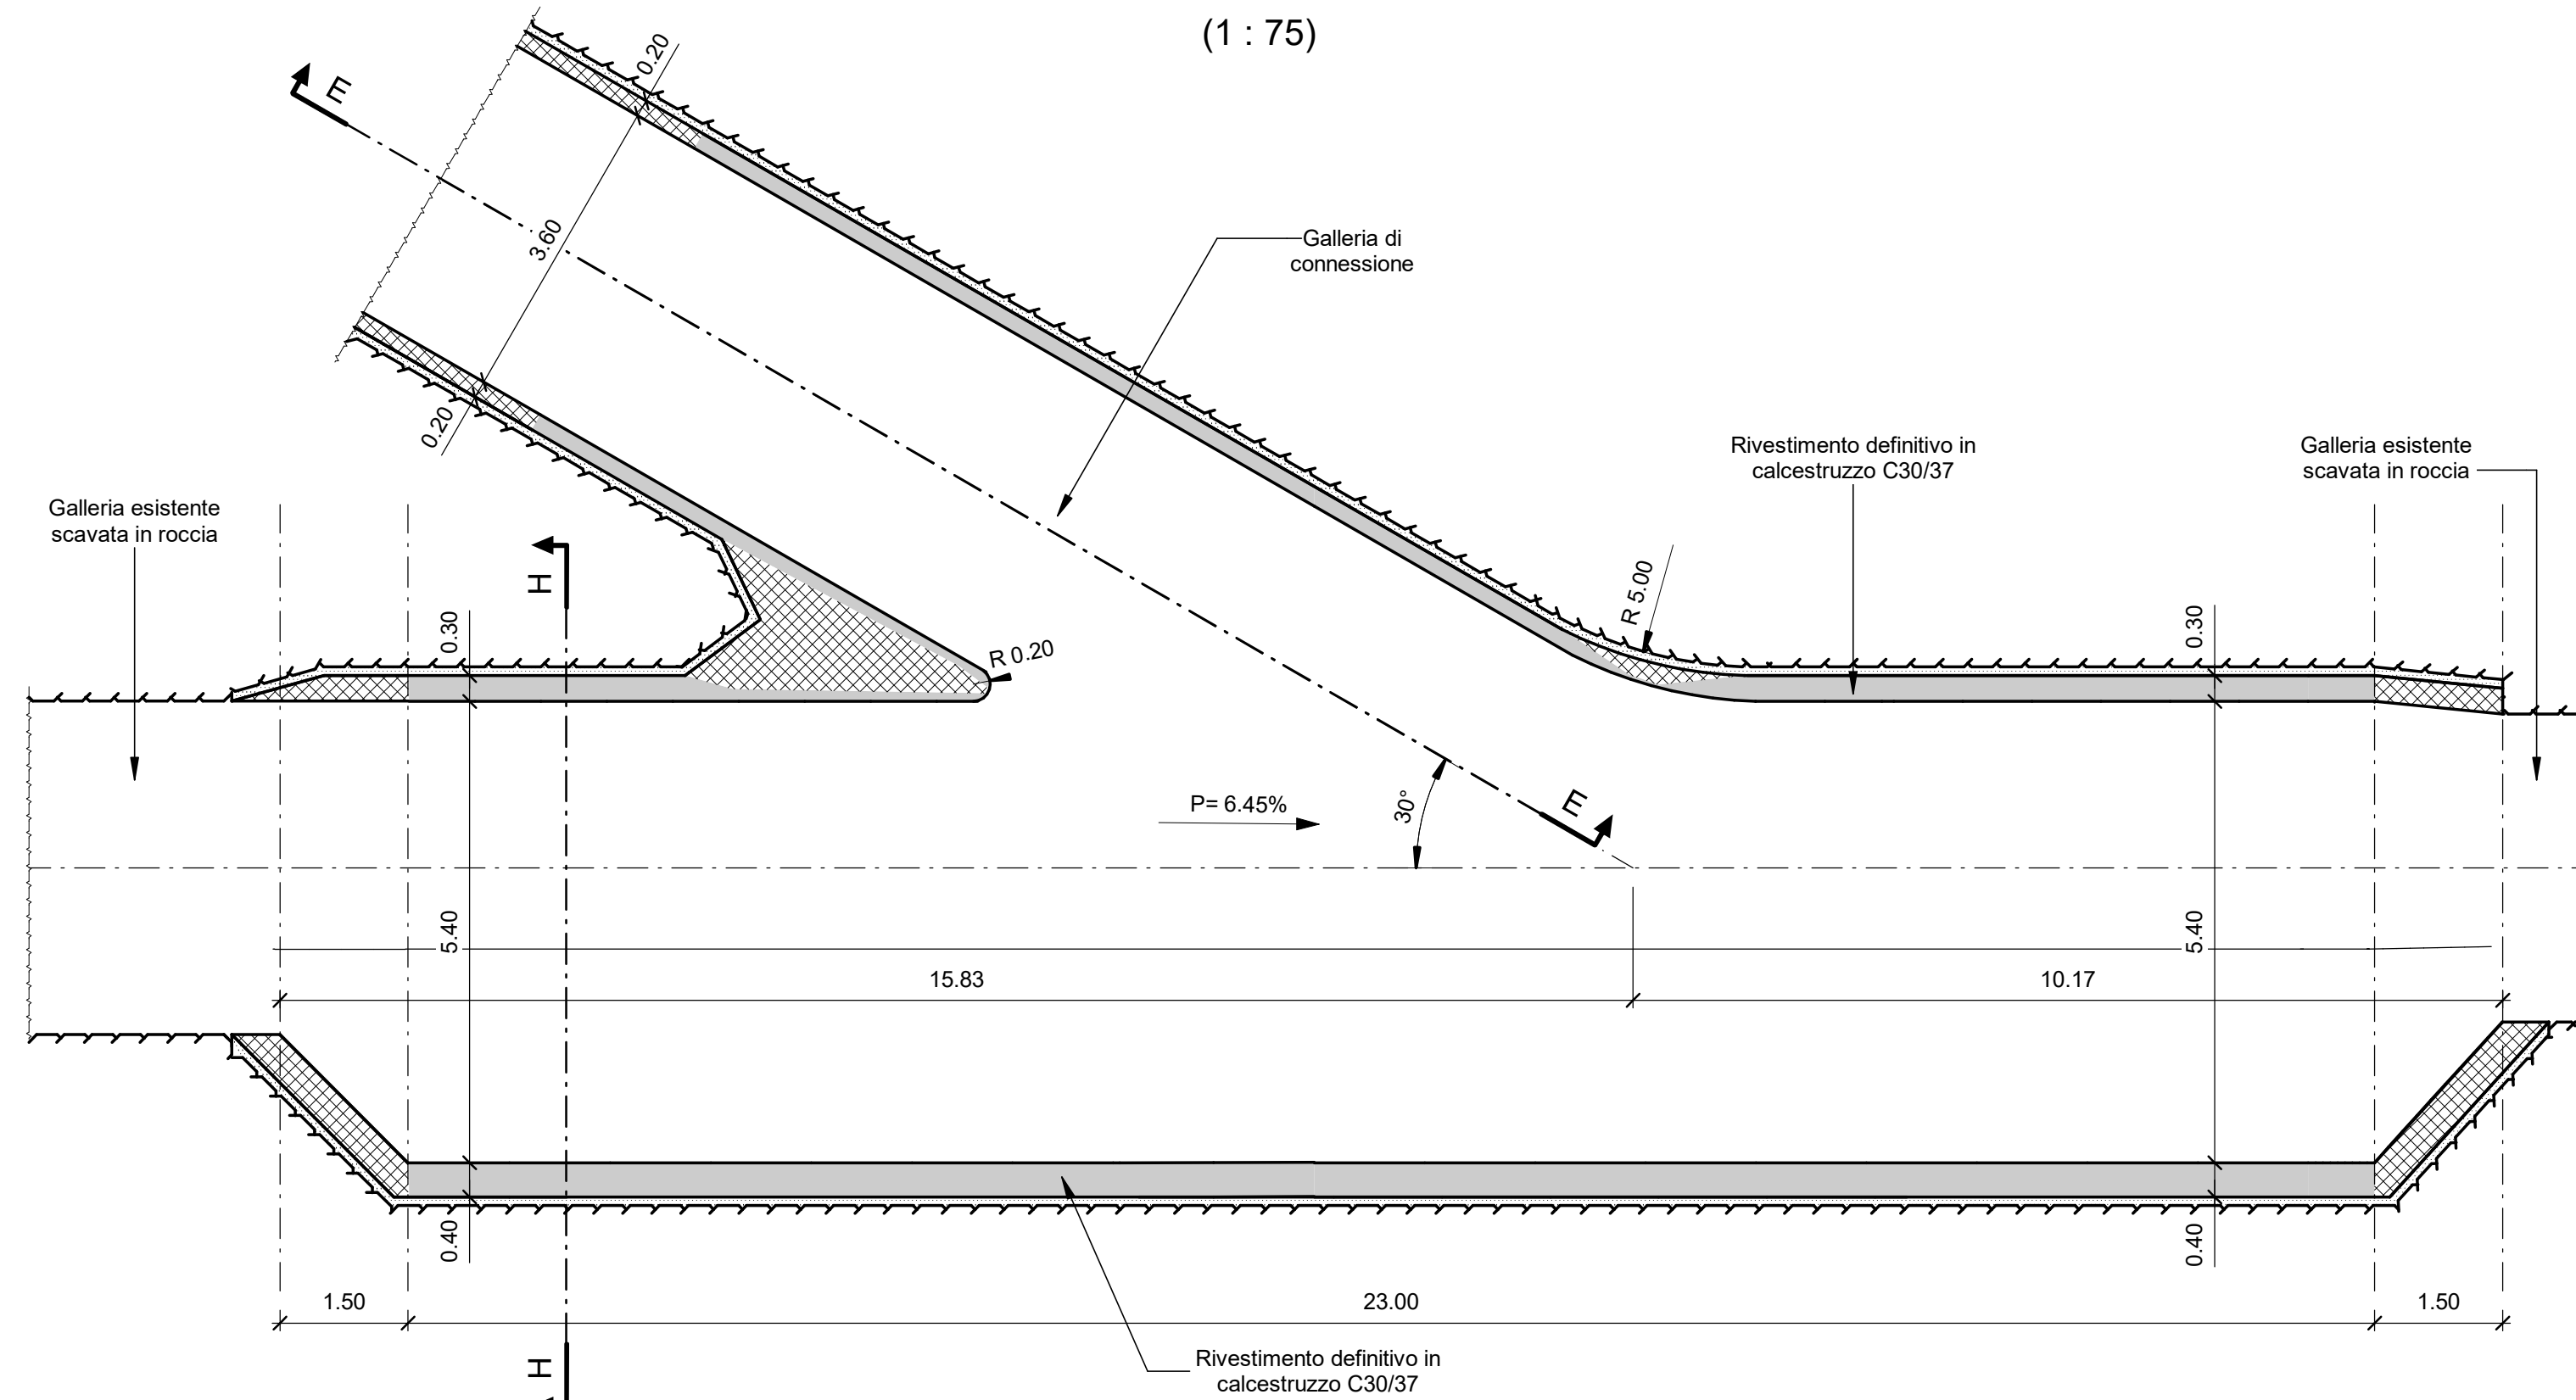 (1 : 75)
0.20
E
3.60
Galleria di
connessione
0.20
Rivestimento definitivo in
calcestruzzo C30/37
Galleria esistente
scavata in roccia
Galleria esistente
scavata in roccia
H
R 5.00
0.30
0.30
R 0.20
P= 6.45%
30°
E
5.40
5.40
15.83
10.17
0.40
0.40
1.50
23.00
1.50
H
Rivestimento definitivo in
calcestruzzo C30/37